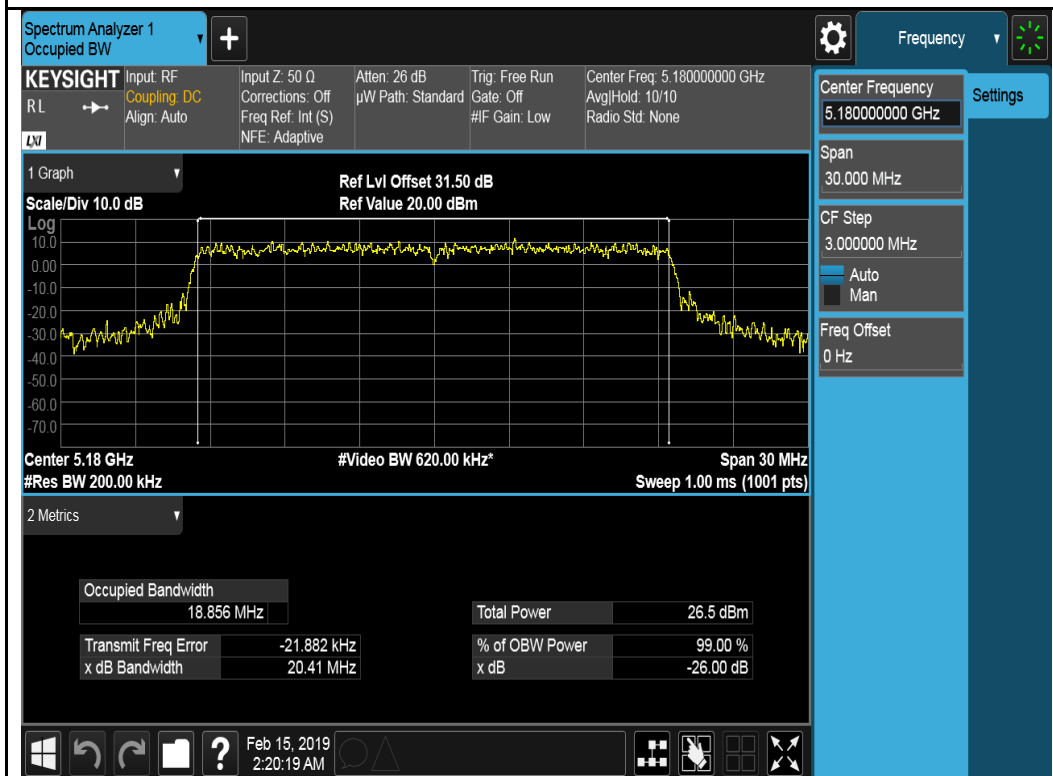 Spectrum Analyzer 1
Occupied BW
+
Frequency
KEYSIGHT
RL
LXI
Input: RF
Coupling: DC
Align: Auto
Input Z: 50 Ω
Corrections: Off
Freq Ref: Int (S)
NFE: Adaptive
Atten: 26 dB
µW Path: Standard
Trig: Free Run
Gate: Off
#IF Gain: Low
Center Freq: 5.180000000 GHz
Avg|Hold: 10/10
Radio Std: None
Center Frequency
5.180000000 GHz
Settings
Span
30.000 MHz
CF Step
3.000000 MHz
Auto
Man
Freq Offset
0 Hz
1 Graph
Scale/Div 10.0 dB
Ref Lvl Offset 31.50 dB
Ref Value 20.00 dBm
Log
10.0
0.00
-10.0
-20.0
-30.0
-40.0
-50.0
-60.0
-70.0
Center 5.18 GHz
#Video BW 620.00 kHz*
Span 30 MHz
#Res BW 200.00 kHz
Sweep 1.00 ms (1001 pts)
2 Metrics
Occupied Bandwidth
18.856 MHz
Total Power 26.5 dBm
Transmit Freq Error -21.882 kHz
% of OBW Power 99.00 %
x dB Bandwidth 20.41 MHz
x dB -26.00 dB
?
Feb 15, 2019
2:20:19 AM